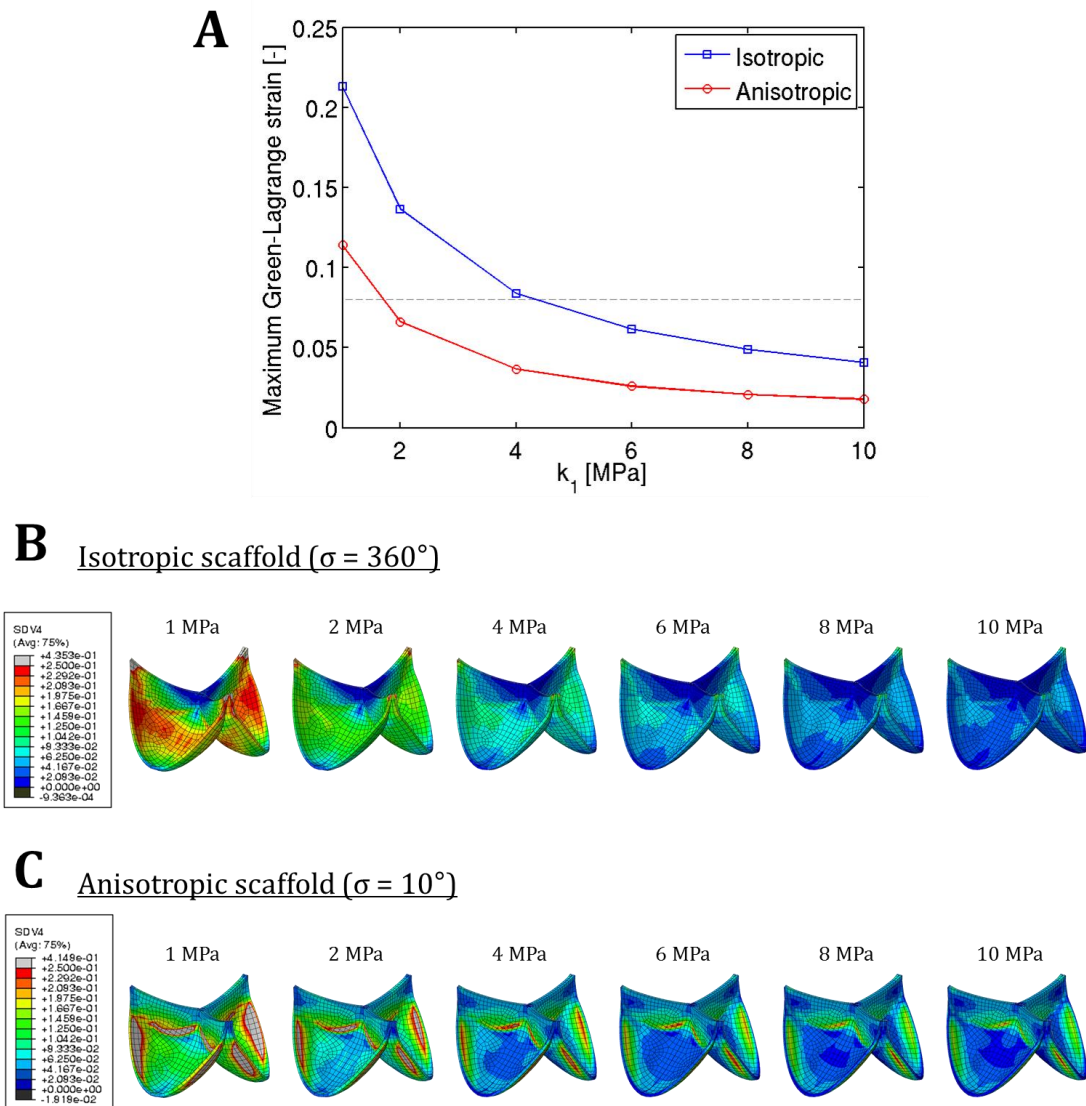 A
Maximum Green-Lagrange strain [-]
0.25
0.2
0.15
0.1
0.05
0
2
4
6
8
10
k1 [MPa]
Isotropic
Anisotropic
B
Isotropic scaffold (σ = 360°)
SDV4
(Avg: 75%)
+4.353e-01
+2.500e-01
+2.292e-01
+2.083e-01
+1.875e-01
+1.667e-01
+1.458e-01
+1.250e-01
+1.042e-01
+8.333e-02
+6.250e-02
+4.167e-02
+2.083e-02
+0.000e+00
-9.363e-04
1 MPa
2 MPa
4 MPa
6 MPa
8 MPa
10 MPa
C
Anisotropic scaffold (σ = 10°)
SDV4
(Avg: 75%)
+2.500e-01
+2.292e-01
+2.083e-01
+1.875e-01
+1.667e-01
+1.458e-01
+1.250e-01
+1.042e-01
+8.333e-02
+6.250e-02
+4.167e-02
+2.083e-02
+0.000e+00
1 MPa
2 MPa
4 MPa
6 MPa
8 MPa
10 MPa